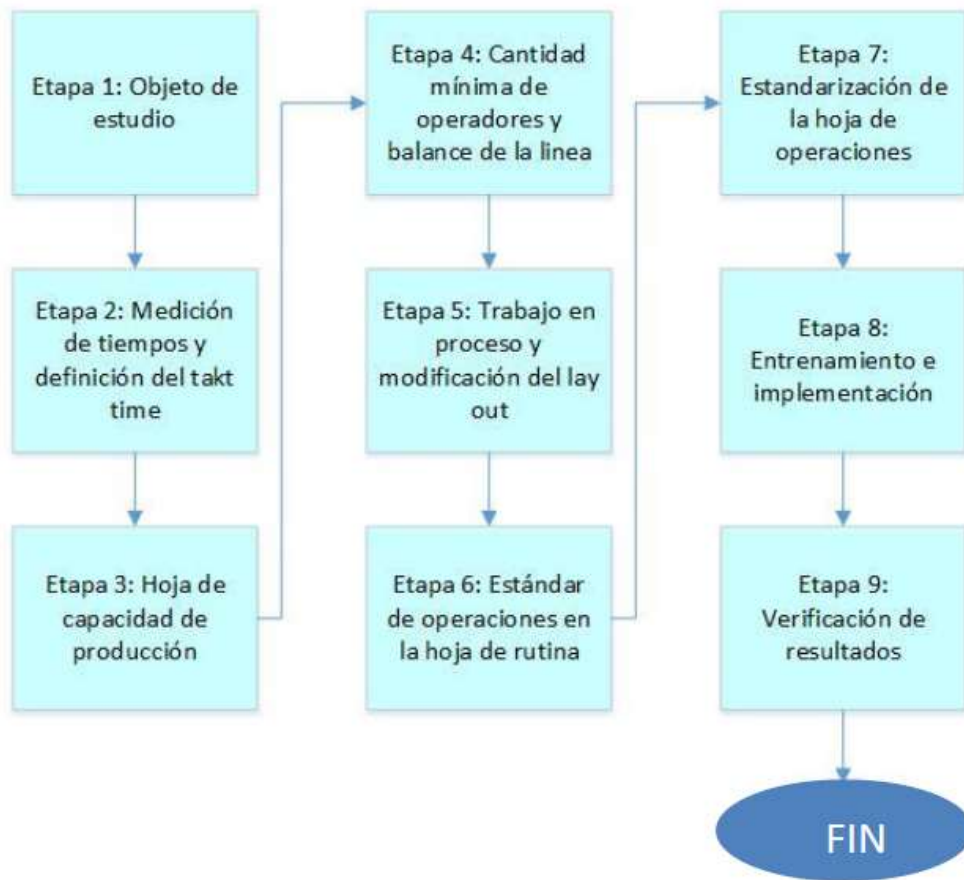 Etapa 1: Objeto de
estudio
Etapa 2: Medición
de tiempos y
definición del takt
time
Etapa 3: Hoja de
capacidad de
producción
Etapa 4: Cantidad
mínima de
operadores y
balance de la linea
Etapa 5: Trabajo en
proceso y
modificación del lay
out
Etapa 6: Estándar
de operaciones en
la hoja de rutina
Etapa 7:
Estandarización de
la hoja de
operaciones
Etapa 8:
Entrenamiento e
implementación
Etapa 9:
Verificación de
resultados
FIN